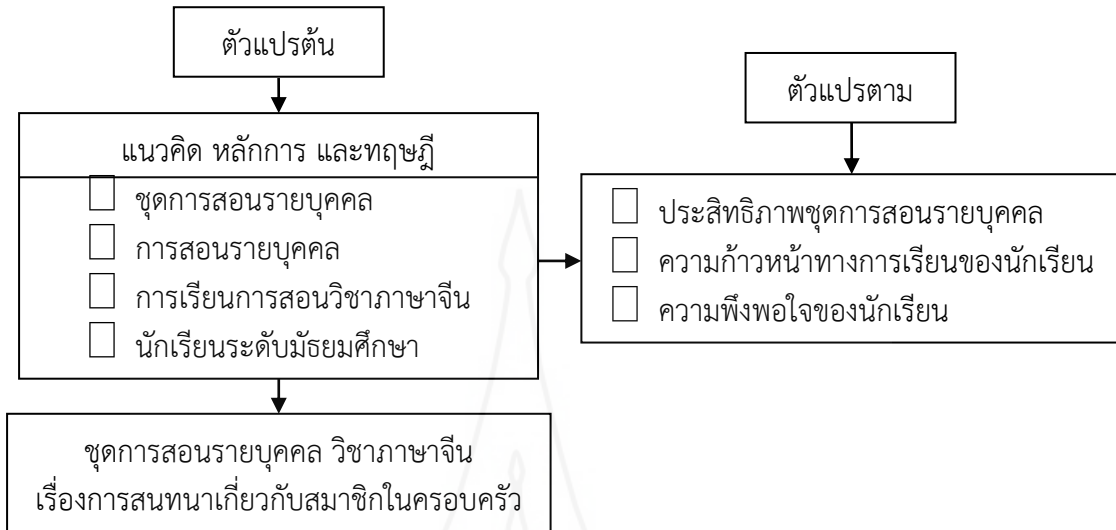 ตัวแปรต้น
แนวคิด หลักการ และทฤษฎี
ชุดการสอนรายบุคคล
การสอนรายบุคคล
การเรียนการสอนวิชาภาษาจีน
นักเรียนระดับมัธยมศึกษา
ชุดการสอนรายบุคคล วิชาภาษาจีน
เรื่องการสนทนาเกี่ยวกับสมาชิกในครอบครัว
ตัวแปรตาม
ประสิทธิภาพชุดการสอนรายบุคคล
ความก้าวหน้าทางการเรียนของนักเรียน
ความพึงพอใจของนักเรียน